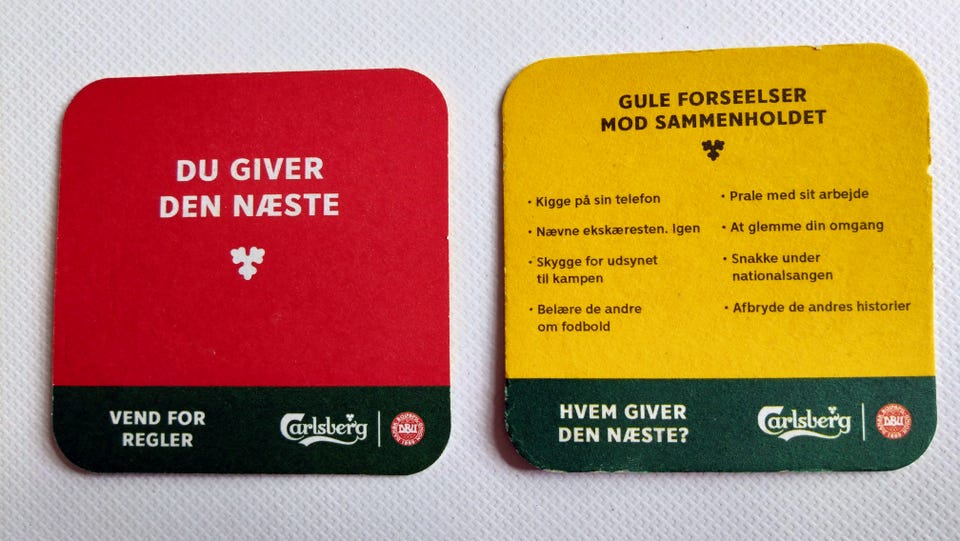 DU GIVER
DEN NÆSTE
VEND FOR
REGLER
Carlsberg
DBU
GULE FORSEELSER
MOD SAMMENHOLDET
· Kigge på sin telefon
· Nævne ekskæresten. Igen
· Skygge for udsynet
til kampen
· Belære de andre
om fodbold
· Prale med sit arbejde
· At glemme din omgang
· Snakke under
nationalsangen
· Afbryde de andres historier
HVEM GIVER
DEN NÆSTE?
Carlsberg
DBU